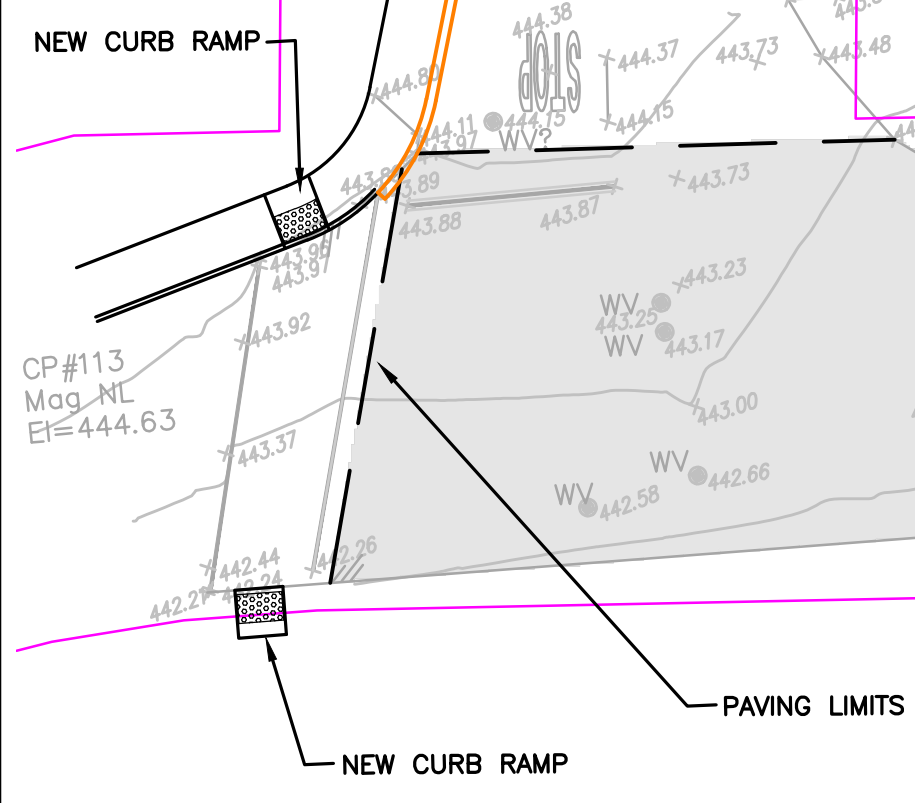 444.38
NEW CURB RAMP
STOP
444.37
443.73
443.48
444.80
444.15
444.15
444.11
WV?
443.97
443.73
443.88
443.87
443.96
443.97
443.23
WV
443.25
443.92
WV
443.17
CP#113
Mag NL
El=444.63
443.00
443.37
WV
442.66
WV
442.58
442.26
442.44
442.24
442.27
PAVING LIMITS
NEW CURB RAMP